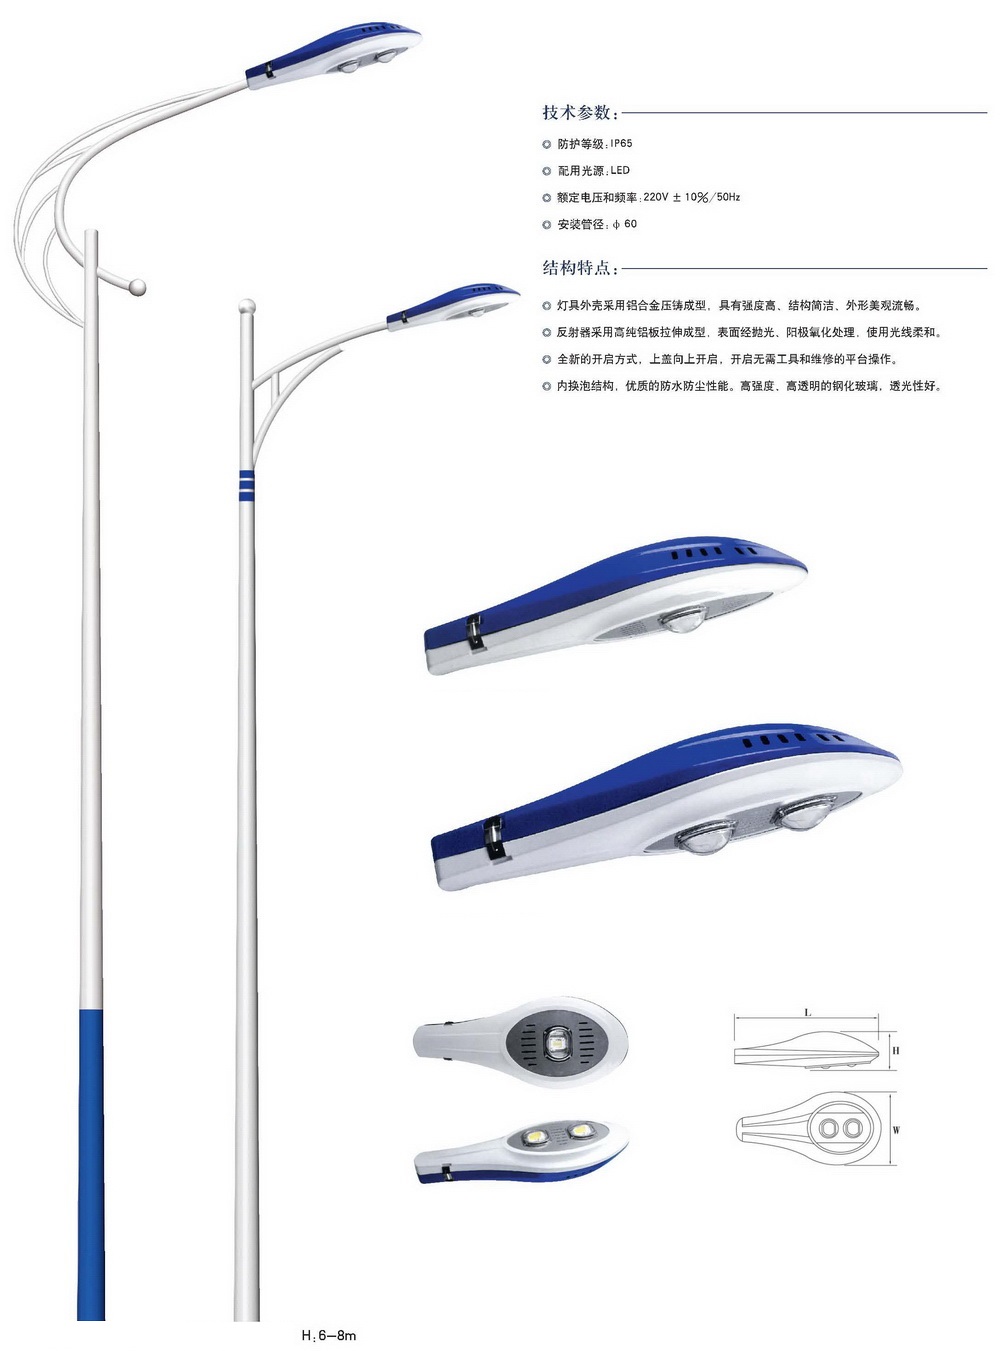 技术参数:
◎ 防护等级:IP65
◎ 配用光源:LED
◎ 额定电压和频率:220V ± 10%/50Hz
◎ 安装管径:φ 60
结构特点:
◎ 灯具外壳采用铝合金压铸成型，具有强度高、结构简洁、外形美观流畅。
◎ 反射器采用高纯铝板拉伸成型，表面经抛光、阳极氧化处理，使用光线柔和。
◎ 全新的开启方式，上盖向上开启，开启无需工具和维修的平台操作。
◎ 内换泡结构，优质的防水防尘性能。高强度、高透明的钢化玻璃，透光性好。
L
H
W
H:6—8m